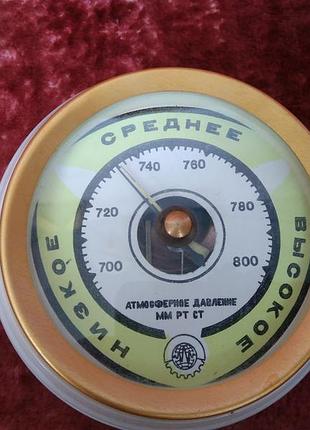 СРЕДНЕЕ
НИЗКОЕ
ВЫСОКОЕ
700
720
740
760
780
800
АТМОСФЕРНОЕ ДАВЛЕНИЕ
ММ РТ СТ